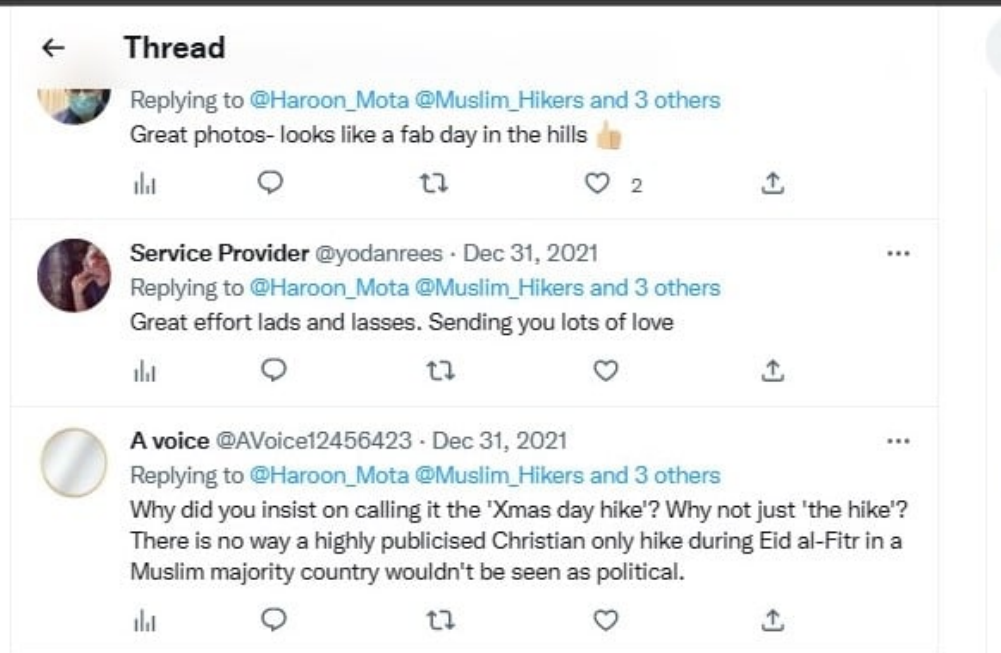 Thread
Replying to @Haroon_Mota @Muslim_Hikers and 3 others
Great photos- looks like a fab day in the hills 👍🏼
2
Service Provider @yodanrees · Dec 31, 2021
Replying to @Haroon_Mota @Muslim_Hikers and 3 others
Great effort lads and lasses. Sending you lots of love
A voice @AVoice12456423 · Dec 31, 2021
Replying to @Haroon_Mota @Muslim_Hikers and 3 others
Why did you insist on calling it the 'Xmas day hike'? Why not just 'the hike'?
There is no way a highly publicised Christian only hike during Eid al-Fitr in a
Muslim majority country wouldn't be seen as political.